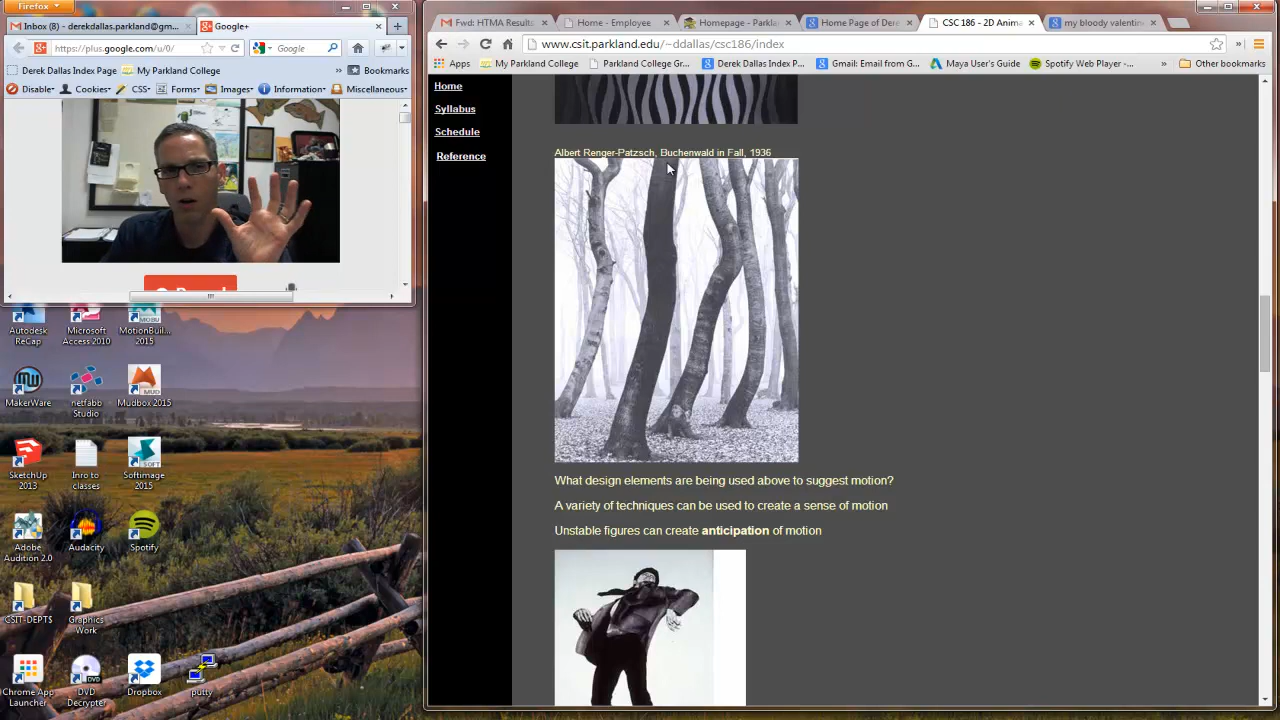 Firefox
Inbox (8) - derekdallas@parkland@gm...
Google+
https://plus.google.com/u/0/
Google
Derek Dallas Index Page
My Parkland College
Bookmarks
Disable
Cookies
CSS
Forms
Images
Information
Miscellaneous
Autodesk ReCap
Microsoft Access 2010
MotionBuil... 2015
MakerWare
netfabb Studio
Mudbox 2015
SketchUp 2013
Inro to classes
Softimage 2015
Adobe Audition 2.0
Audacity
Spotify
CSIT-DEPT$
Graphics Work
Chrome App Launcher
DVD Decrypter
Dropbox
putty
Fwd: HTMA Results
Home - Employee
Homepage - Parkla
Home Page of Dere
CSC 186 - 2D Anima
my bloody valentine
www.csit.parkland.edu/~ddallas/csc186/index
Apps
My Parkland College
Parkland College Gr...
Derek Dallas Index P...
Gmail: Email from G...
Maya User's Guide
Spotify Web Player -...
Other bookmarks
Home
Syllabus
Schedule
Reference
Albert Renger-Patzsch, Buchenwald in Fall, 1936
What design elements are being used above to suggest motion?
A variety of techniques can be used to create a sense of motion
Unstable figures can create anticipation of motion